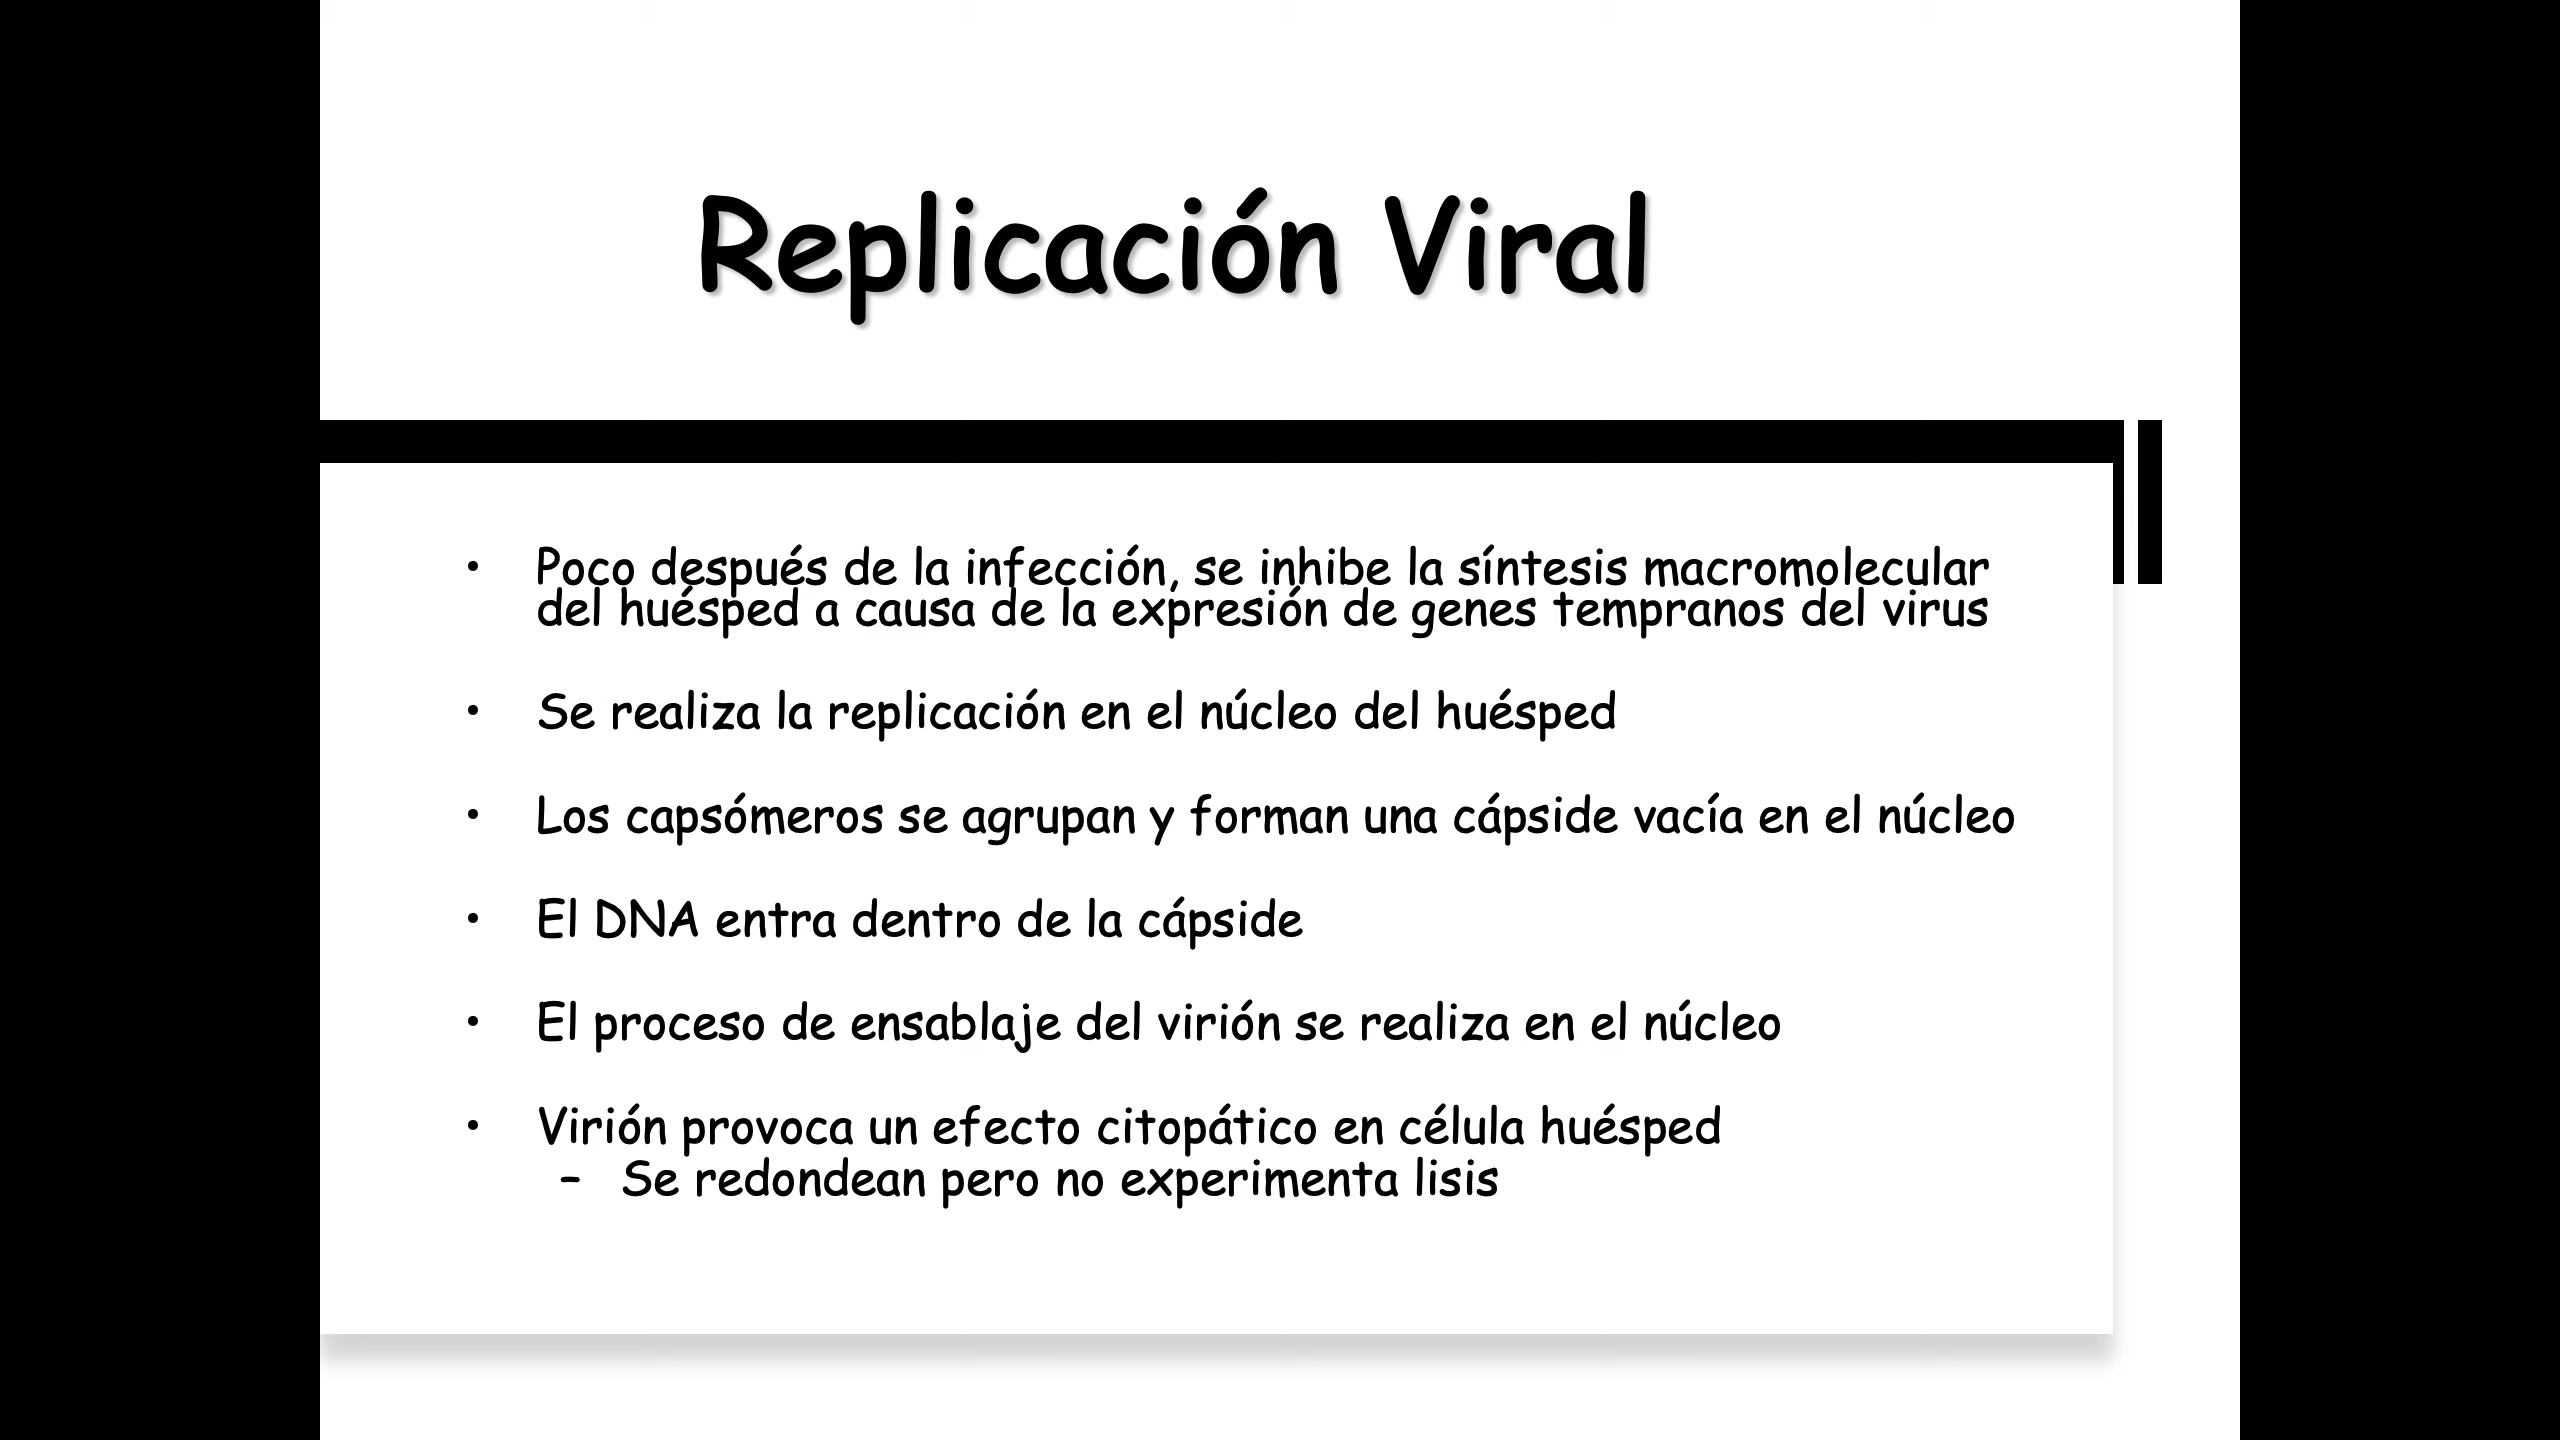 Replicación Viral
• Poco después de la infección, se inhibe la síntesis macromolecular
del huésped a causa de la expresión de genes tempranos del virus
• Se realiza la replicación en el núcleo del huésped
• Los capsómeros se agrupan y forman una cápside vacía en el núcleo
• El DNA entra dentro de la cápside
• El proceso de ensablaje del virión se realiza en el núcleo
• Virión provoca un efecto citopático en célula huésped
– Se redondean pero no experimenta lisis